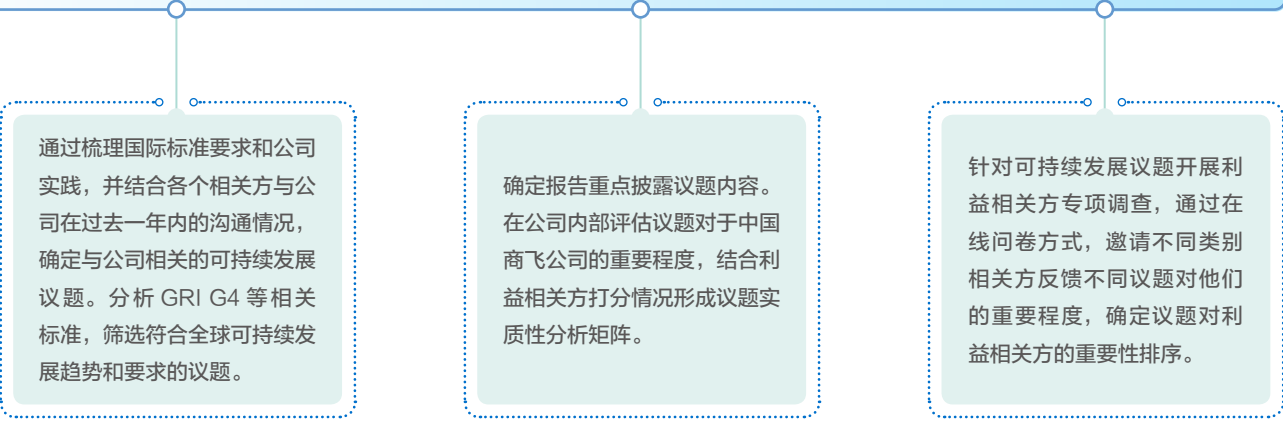 通过梳理国际标准要求和公司
实践，并结合各个相关方与公
司在过去一年内的沟通情况，
确定与公司相关的可持续发展
议题。分析 GRI G4 等相关
标准，筛选符合全球可持续发
展趋势和要求的议题。
确定报告重点披露议题内容。
在公司内部评估议题对于中国
商飞公司的重要程度，结合利
益相关方打分情况形成议题实
质性分析矩阵。
针对可持续发展议题开展利
益相关方专项调查，通过在
线问卷方式，邀请不同类别
相关方反馈不同议题对他们
的重要程度，确定议题对利
益相关方的重要性排序。